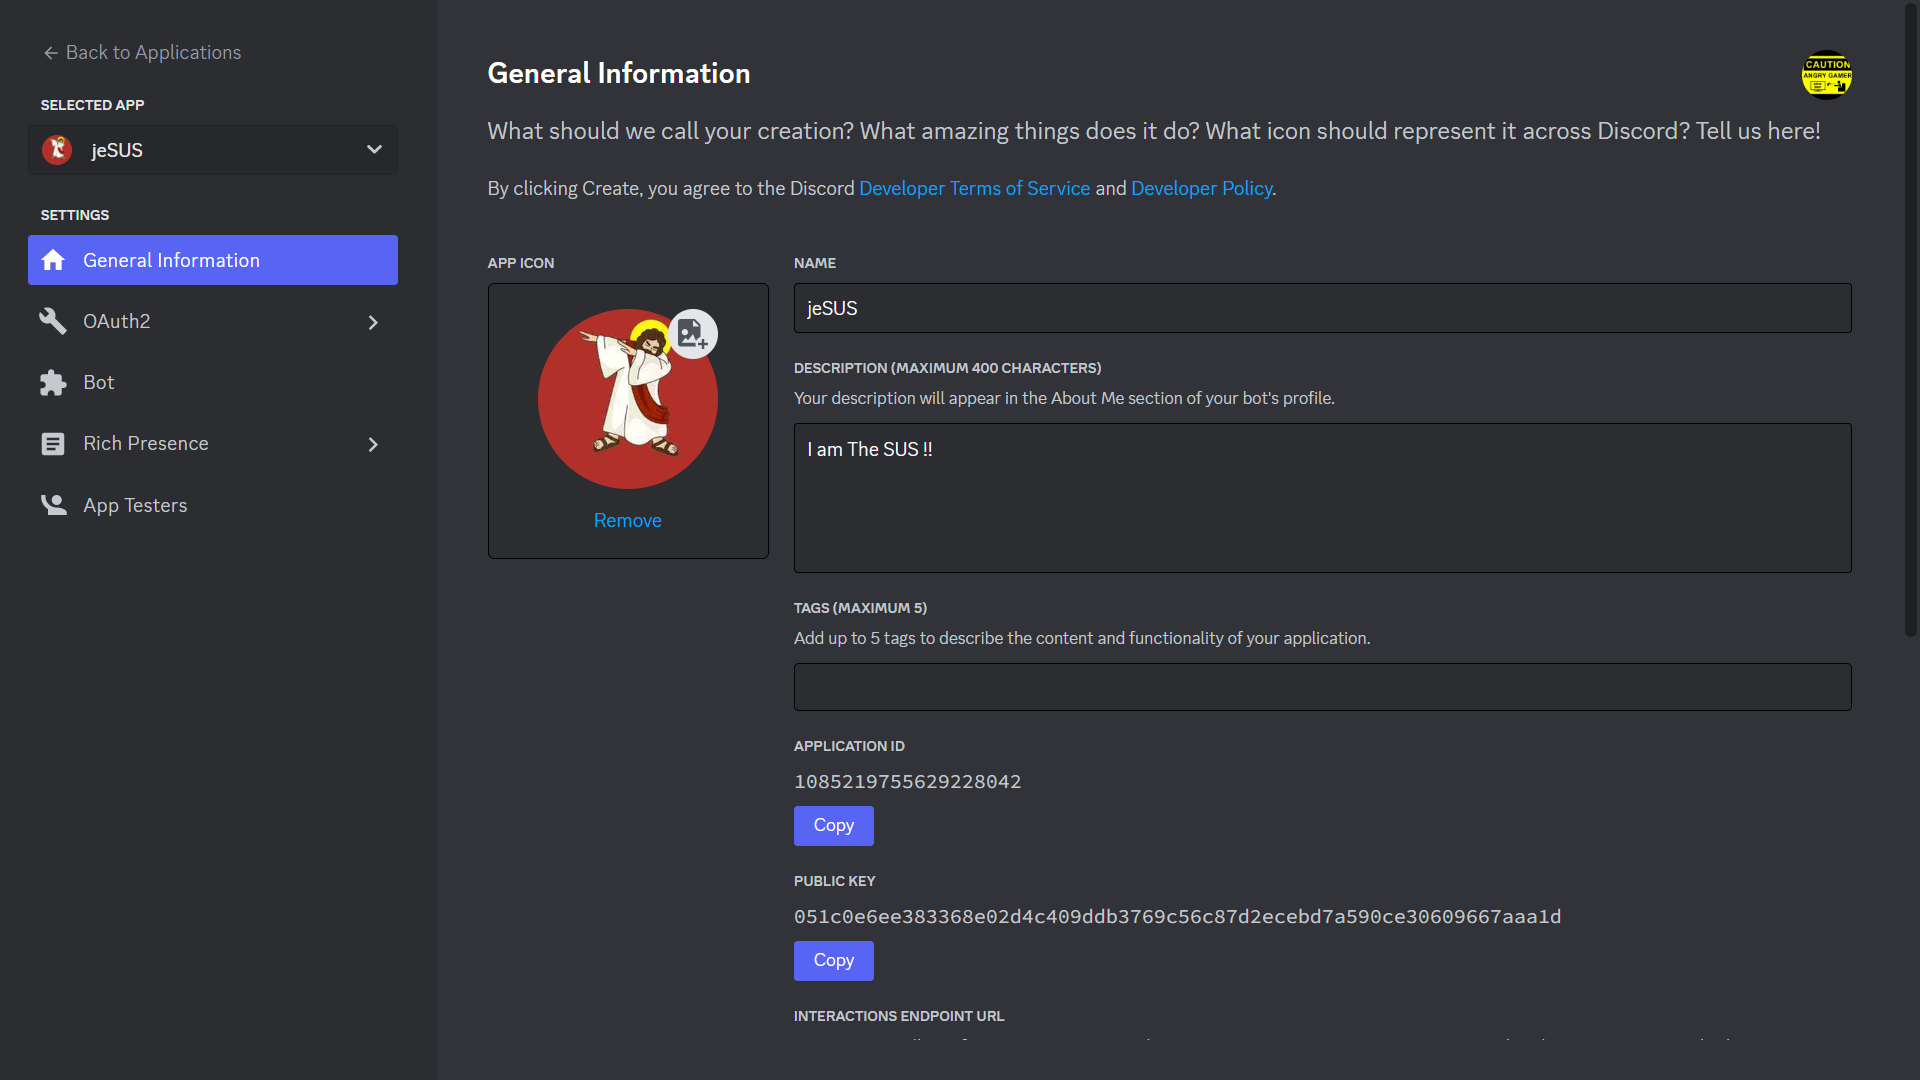 Back to Applications
SELECTED APP
jeSUS
SETTINGS
General Information
OAuth2
Bot
Rich Presence
App Testers
General Information
CAUTION
ANGRY GAMER
What should we call your creation? What amazing things does it do? What icon should represent it across Discord? Tell us here!
By clicking Create, you agree to the Discord Developer Terms of Service and Developer Policy.
APP ICON
Remove
NAME
jeSUS
DESCRIPTION (MAXIMUM 400 CHARACTERS)
Your description will appear in the About Me section of your bot's profile.
I am The SUS !!
TAGS (MAXIMUM 5)
Add up to 5 tags to describe the content and functionality of your application.
APPLICATION ID
1085219755629228042
Copy
PUBLIC KEY
051c0e6ee383368e02d4c409ddb3769c56c87d2ecebd7a590ce30609667aaa1d
Copy
INTERACTIONS ENDPOINT URL